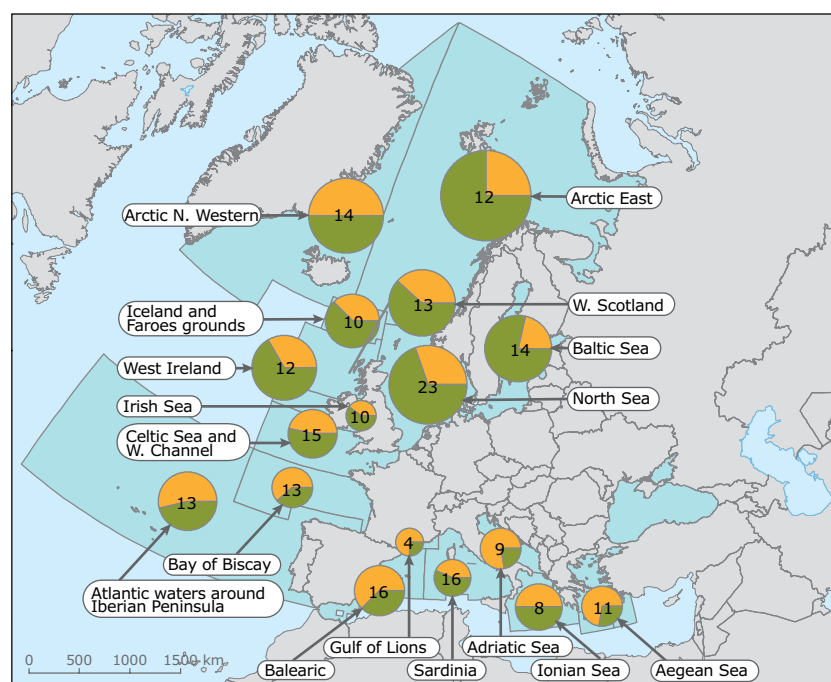 Arctic N. Western
14
12
Arctic East
Iceland and
Faroes grounds
10
13
W. Scotland
West Ireland
12
14
Baltic Sea
23
North Sea
Irish Sea
10
Celtic Sea and
W. Channel
15
13
13
Bay of Biscay
Atlantic waters around
Iberian Peninsula
4
9
16
16
8
11
Gulf of Lions
Adriatic Sea
Balearic
Sardinia
Ionian Sea
Aegean Sea
0 500 1000 1500 km